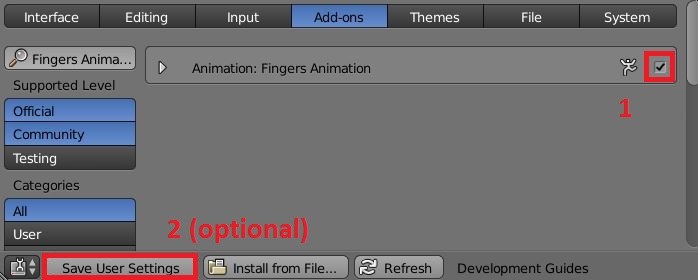 Interface Editing Input Add-ons Themes File System
Fingers Anima...
Animation: Fingers Animation
Supported Level
1
Official
Community
Testing
Categories
All
2 (optional)
User
Save User Settings Install from File... Refresh Development Guides